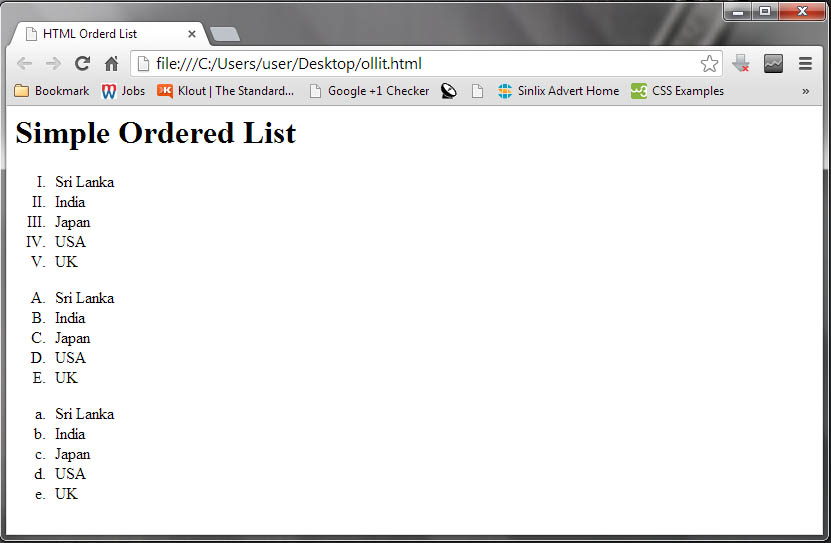 HTML Orderd List
file:///C:/Users/user/Desktop/ollit.html
Bookmark Jobs Klout | The Standard... Google +1 Checker Sinlix Advert Home CSS Examples »
Simple Ordered List
I. Sri Lanka
II. India
III. Japan
IV. USA
V. UK
A. Sri Lanka
B. India
C. Japan
D. USA
E. UK
a. Sri Lanka
b. India
c. Japan
d. USA
e. UK